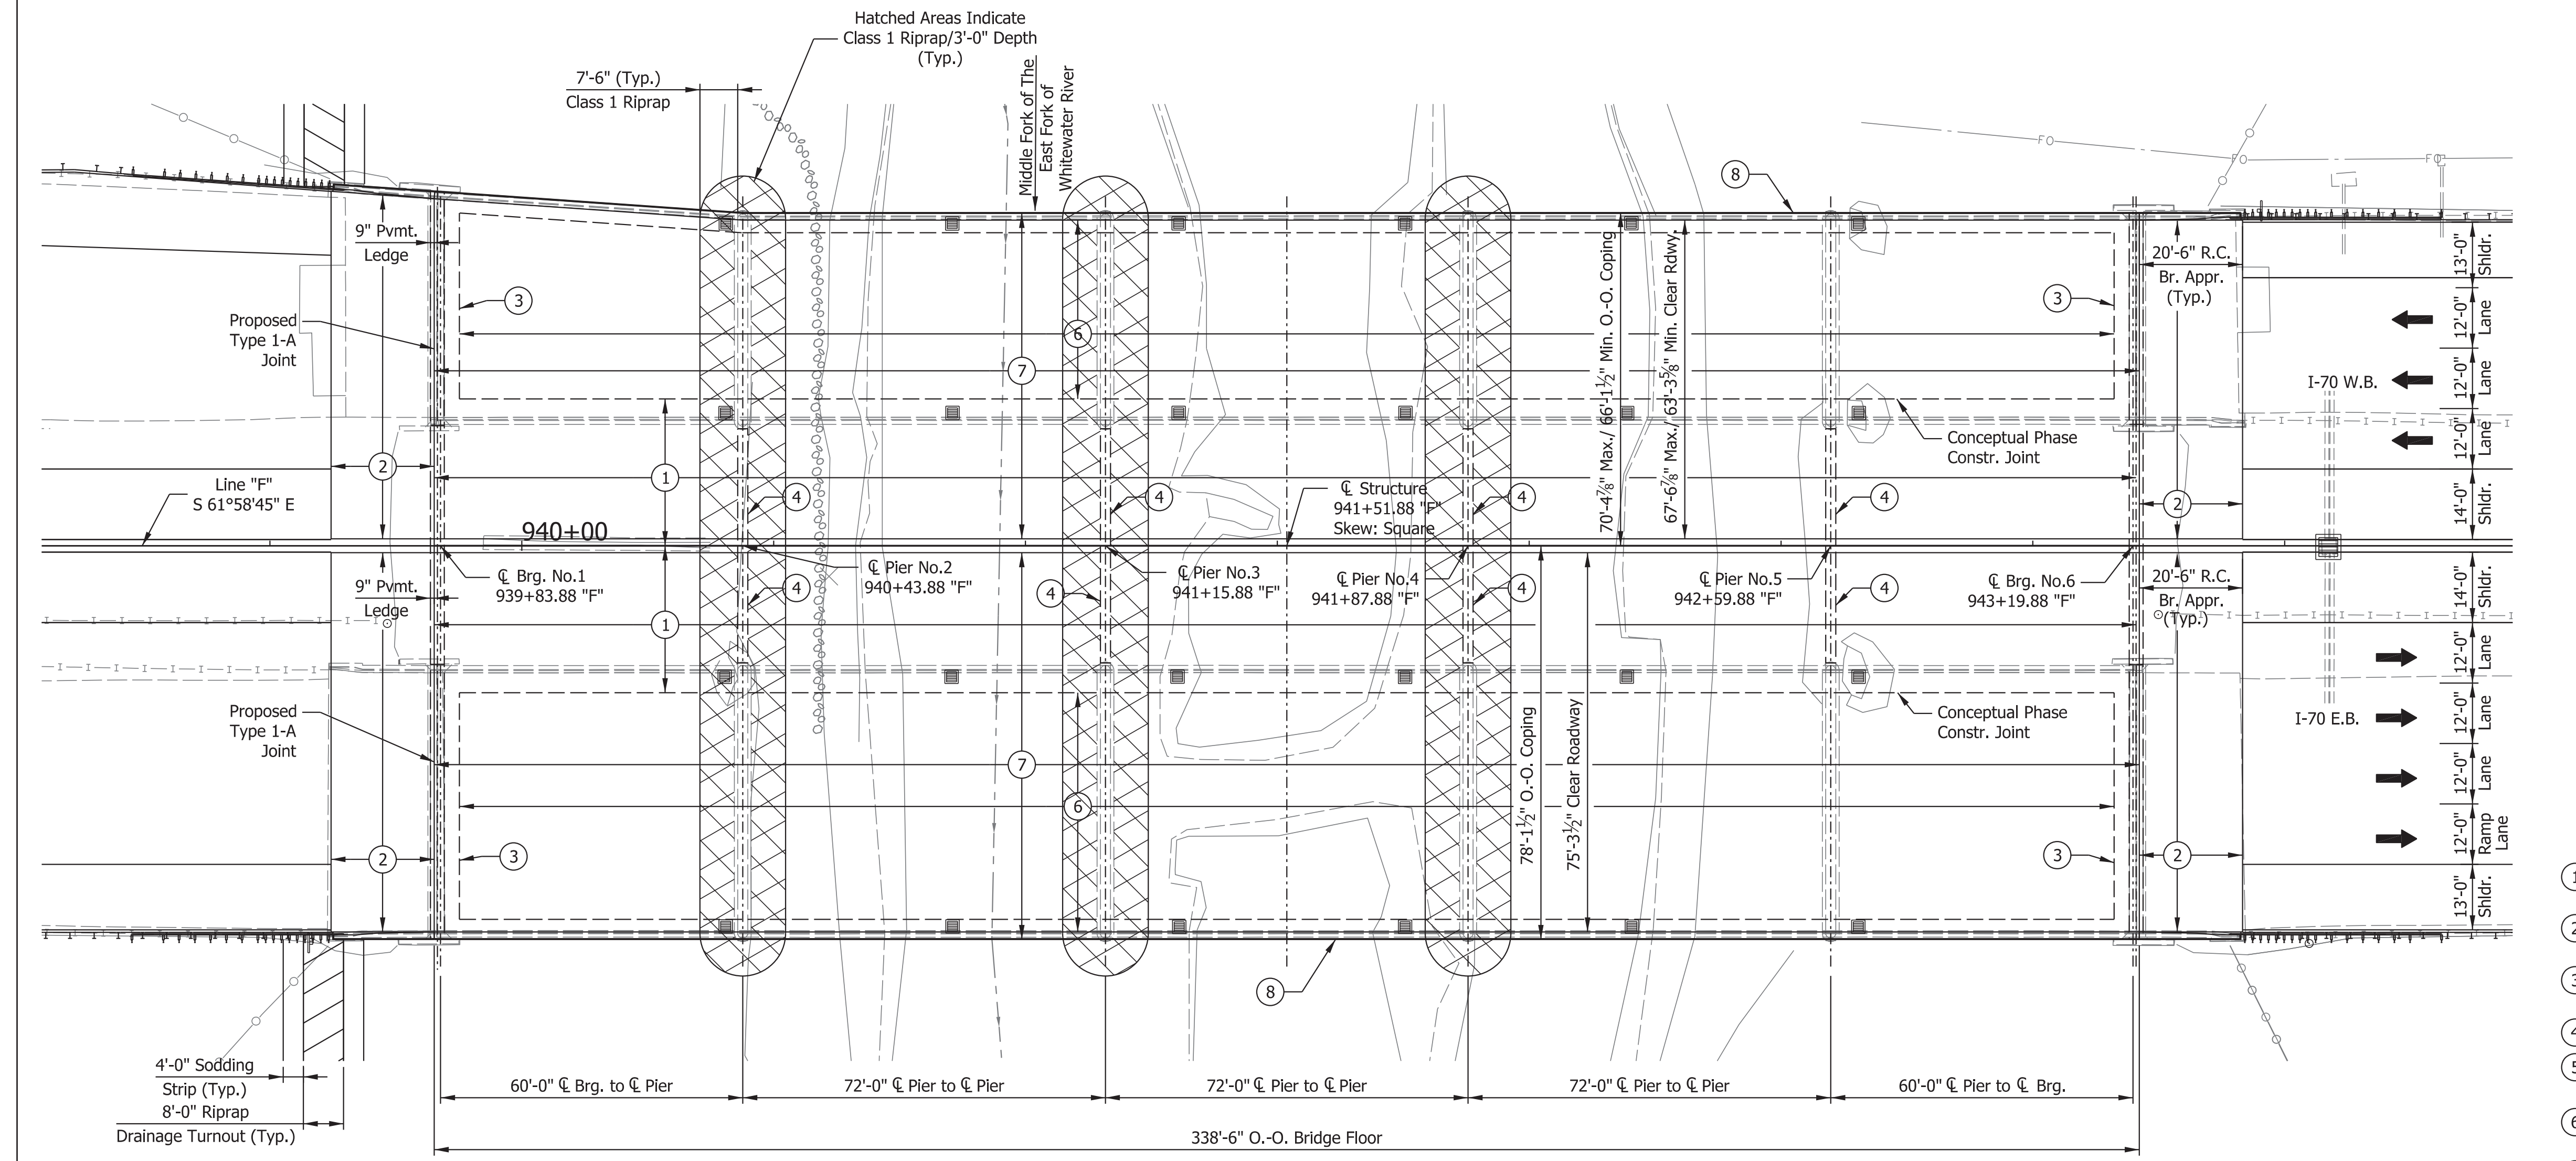 Hatched Areas Indicate
Class 1 Riprap/3'-0" Depth
(Typ.)
7'-6" (Typ.)
Class 1 Riprap
Middle Fork of The
East Fork of
Whitewater River
FO
FO
FO
8
9" Pvmt.
Ledge
3
Proposed
Type 1-A
Joint
6
7
2
1
4
4
4
4
Line "F"
S 61°58'45" E
940+00
℄ Structure
941+51.88 "F"
Skew: Square
70'-4⅞" Max./ 66'-1½" Min. O.-O. Coping
67'-6⅞" Max./ 63'-3⅝" Min. Clear Rdwy.
Conceptual Phase
Constr. Joint
3
20'-6" R.C.
Br. Appr.
(Typ.)
2
I-70 W.B.
13'-0"
Shldr.
12'-0"
Lane
12'-0"
Lane
12'-0"
Lane
14'-0"
Shldr.
9" Pvmt.
Ledge
℄ Brg. No.1
939+83.88 "F"
℄ Pier No.2
940+43.88 "F"
℄ Pier No.3
941+15.88 "F"
℄ Pier No.4
941+87.88 "F"
℄ Pier No.5
942+59.88 "F"
℄ Brg. No.6
943+19.88 "F"
4
4
4
4
1
20'-6" R.C.
Br. Appr.
(Typ.)
Proposed
Type 1-A
Joint
7
6
2
3
78'-1½" O.-O. Coping
75'-3½" Clear Roadway
Conceptual Phase
Constr. Joint
3
2
I-70 E.B.
14'-0"
Shldr.
12'-0"
Lane
12'-0"
Lane
12'-0"
Lane
12'-0"
Ramp
Lane
13'-0"
Shldr.
8
1
2
3
4
5
6
4'-0" Sodding
Strip (Typ.)
8'-0" Riprap
Drainage Turnout (Typ.)
60'-0" ℄ Brg. to ℄ Pier
72'-0" ℄ Pier to ℄ Pier
72'-0" ℄ Pier to ℄ Pier
72'-0" ℄ Pier to ℄ Pier
60'-0" ℄ Pier to ℄ Brg.
338'-6" O.-O. Bridge Floor